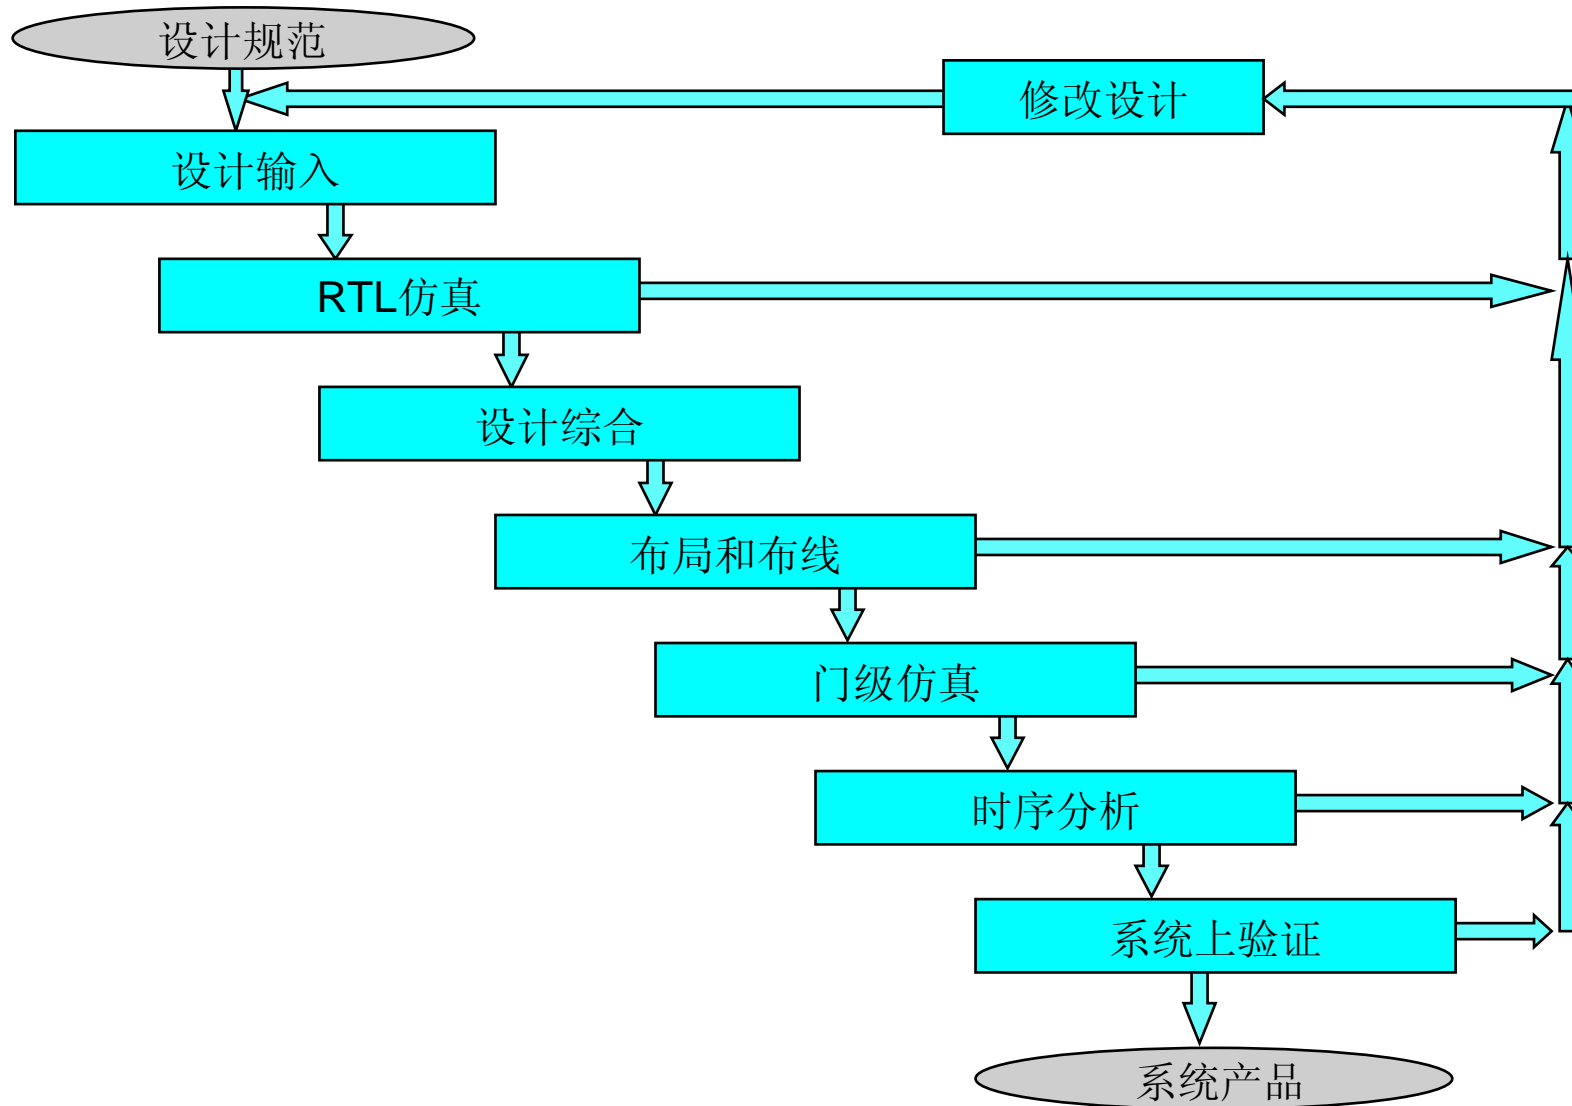 设计规范
修改设计
设计输入
RTL仿真
设计综合
布局和布线
门级仿真
时序分析
系统上验证
系统产品